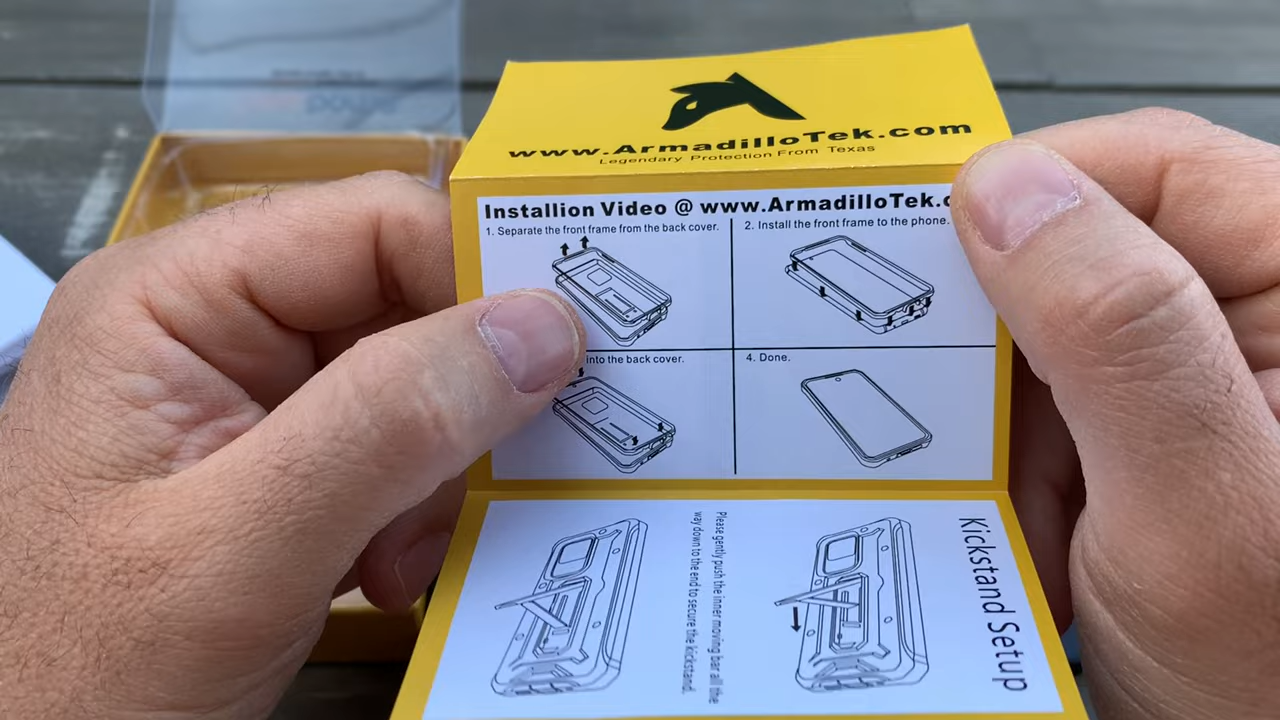 www.ArmadilloTek.com
Legendary Protection From Texas
Installion Video @ www.ArmadilloTek.c
1. Separate the front frame from the back cover.
2. Install the front frame to the phone.
into the back cover.
4. Done.
Kickstand Setup
Please gently push the inner moving bar all the
way down to the end to secure the kickstand.